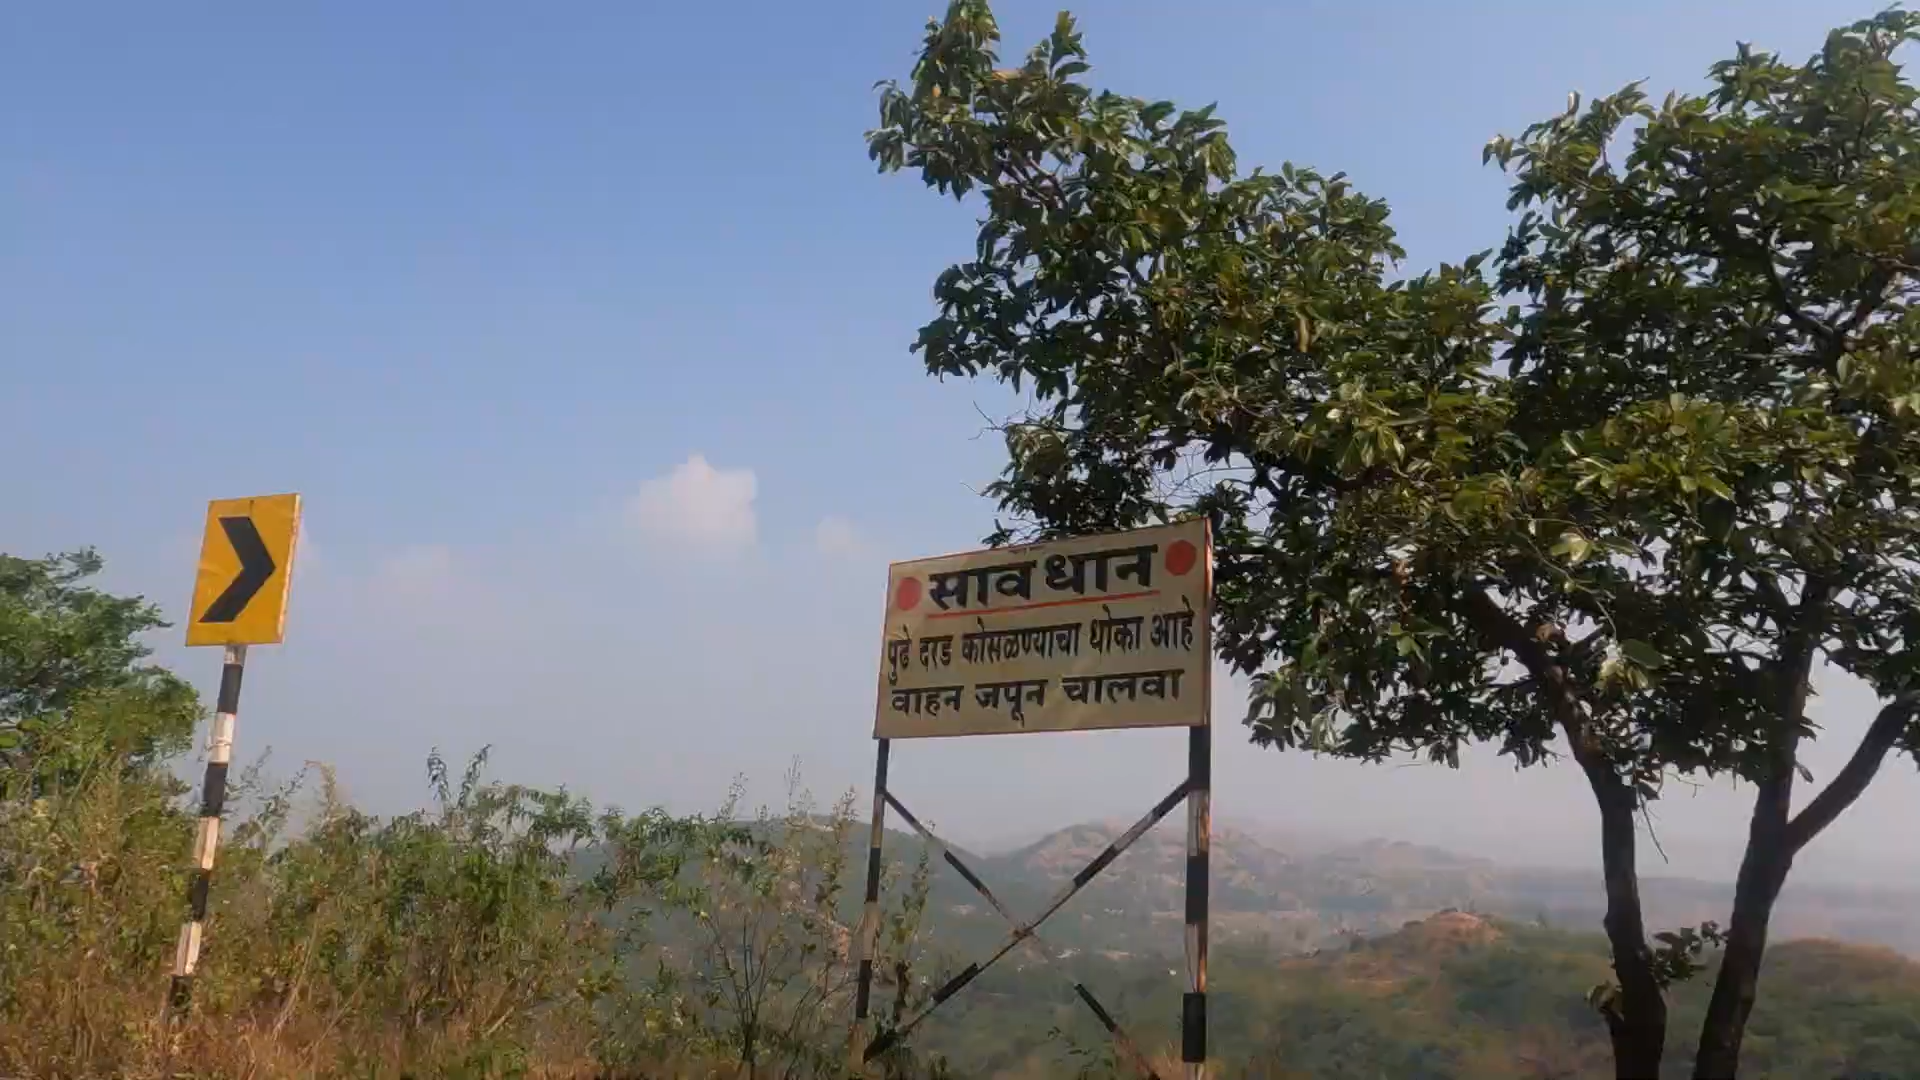 सावधान
पुढे दरड कोसळण्याचा धोका आहे
वाहन जपून चालवा